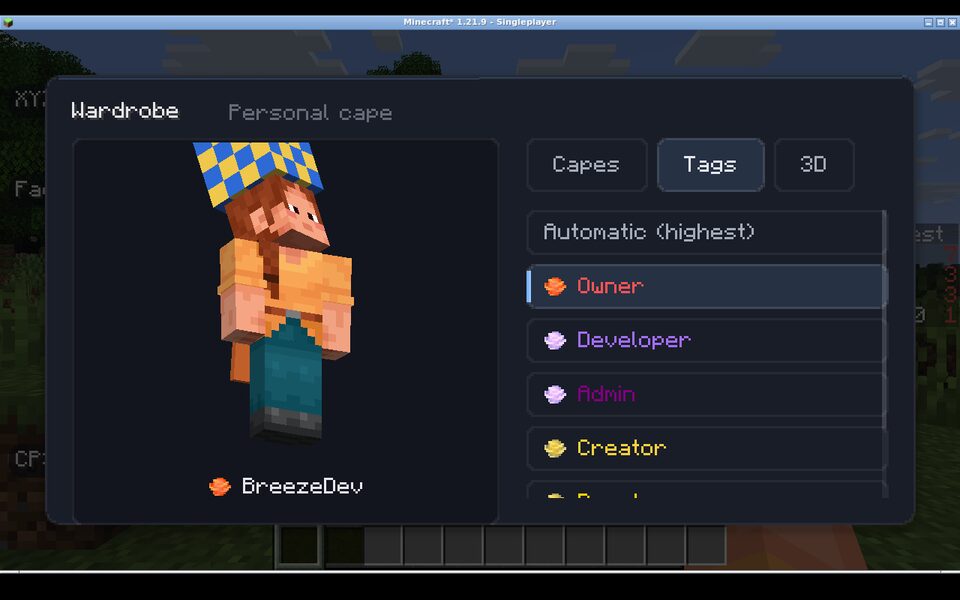 Minecraft* 1.21.9 - Singleplayer
Wardrobe
Personal cape
Capes
Tags
3D
Automatic (highest)
Owner
Developer
Admin
Creator
BreezeDev